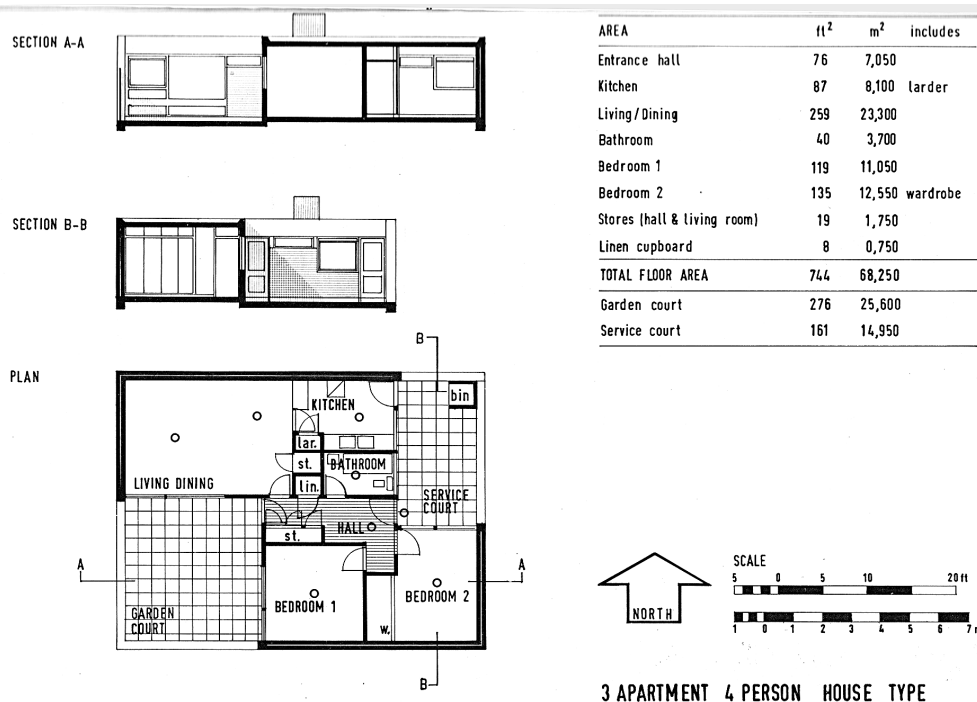 SECTION A-A
SECTION B-B
PLAN
AREA ft² m² includes
Entrance hall 76 7,050
Kitchen 87 8,100 larder
Living/Dining 259 23,300
Bathroom 40 3,700
Bedroom 1 119 11,050
Bedroom 2 135 12,550 wardrobe
Stores (hall & living room) 19 1,750
Linen cupboard 8 0,750
TOTAL FLOOR AREA 744 68,250
Garden court 276 25,600
Service court 161 14,950
B
bin
KITCHEN
lar.
st.
BATHROOM
lin.
LIVING DINING
SERVICE
COURT
HALL
st.
A
A
BEDROOM 1
BEDROOM 2
GARDEN
COURT
w.
B
NORTH
SCALE
5 0 5 10 20 ft
1 0 1 2 3 4 5 6 7 m
3 APARTMENT 4 PERSON HOUSE TYPE